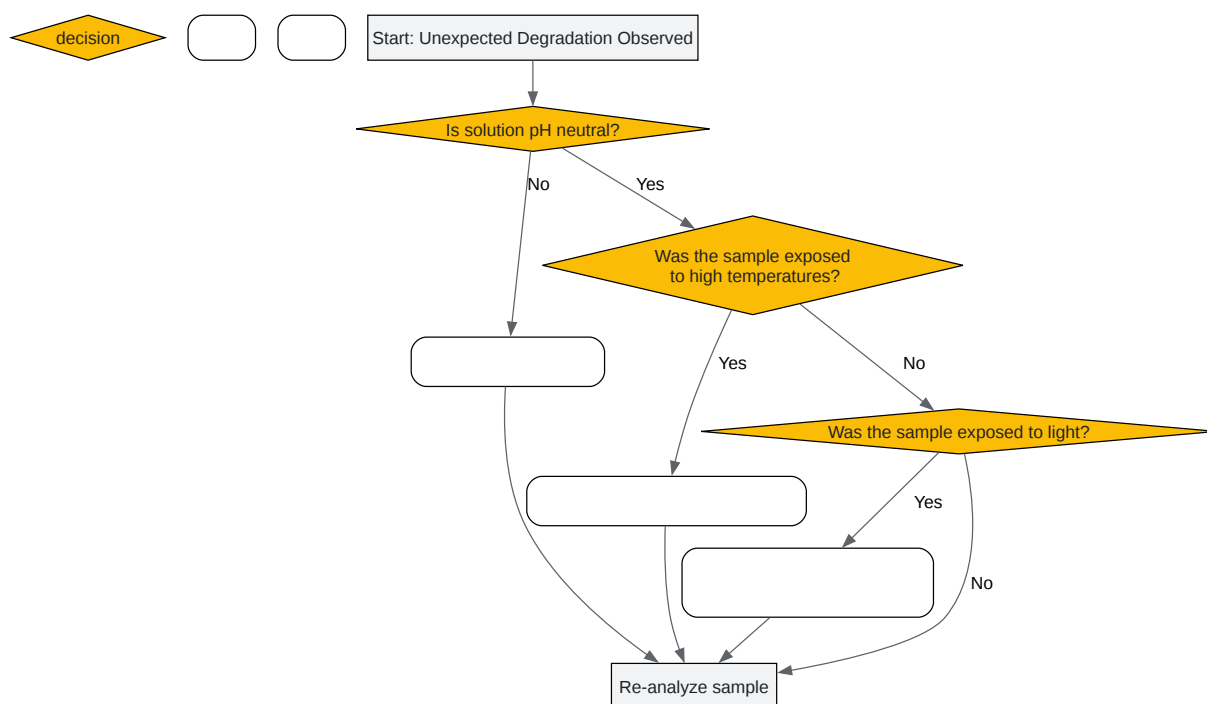 decision
Start: Unexpected Degradation Observed
Is solution pH neutral?
No
Yes
Was the sample exposed
to high temperatures?
Yes
No
Was the sample exposed to light?
Yes
No
Re-analyze sample